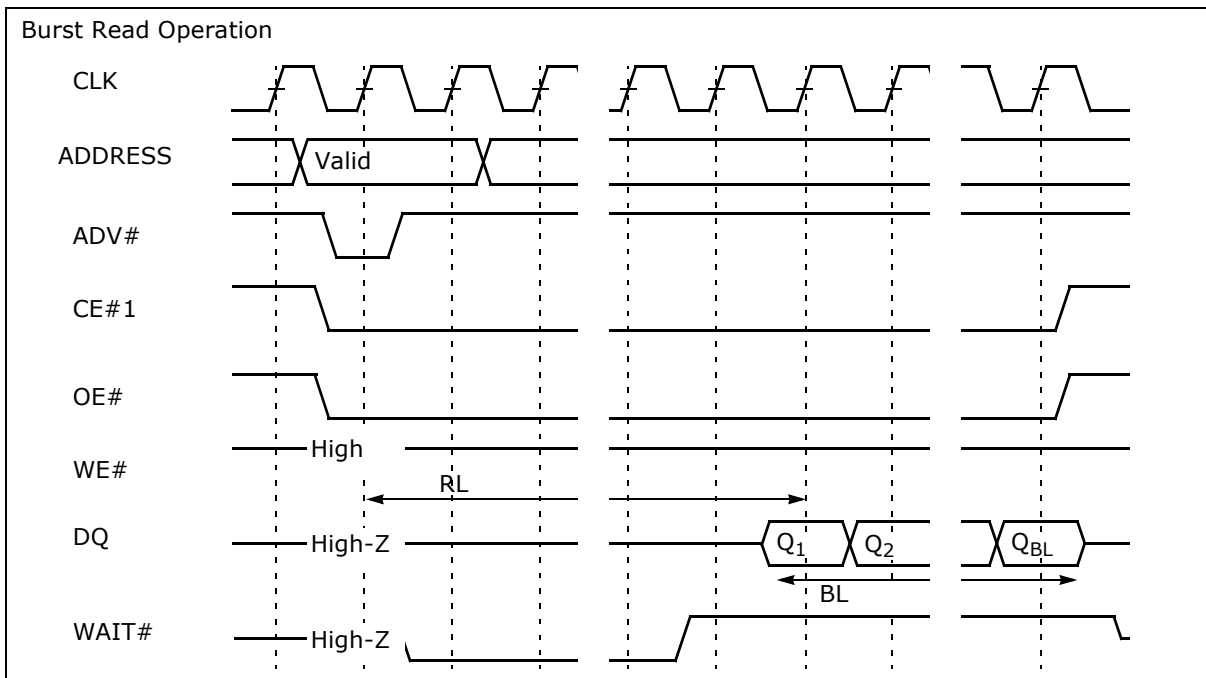 Burst Read Operation
CLK
ADDRESS
Valid
ADV#
CE#1
OE#
High
WE#
RL
DQ
High-Z
Q1
Q2
QBL
BL
WAIT#
High-Z